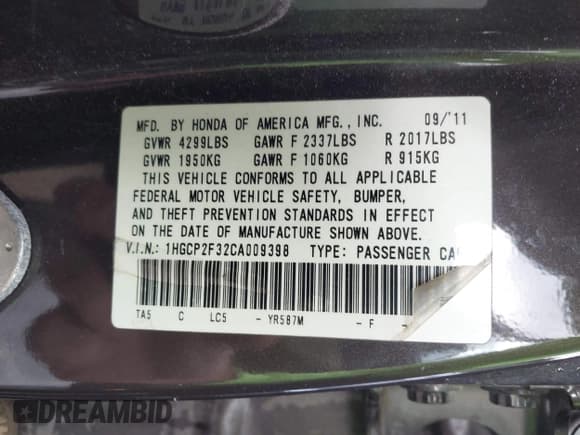 MFD. BY HONDA OF AMERICA MFG., INC. 09/'11
GVWR 4299LBS GAWR F 2337LBS R 2017LBS
GVWR 1950KG GAWR F 1060KG R 915KG
THIS VEHICLE CONFORMS TO ALL APPLICABLE
FEDERAL MOTOR VEHICLE SAFETY, BUMPER,
AND THEFT PREVENTION STANDARDS IN EFFECT
ON THE DATE OF MANUFACTURE SHOWN ABOVE.
V.I.N.: 1HGCP2F32CA009398 TYPE: PASSENGER CA
TA5 C LC5 - YR587M - F -
DREAMBID